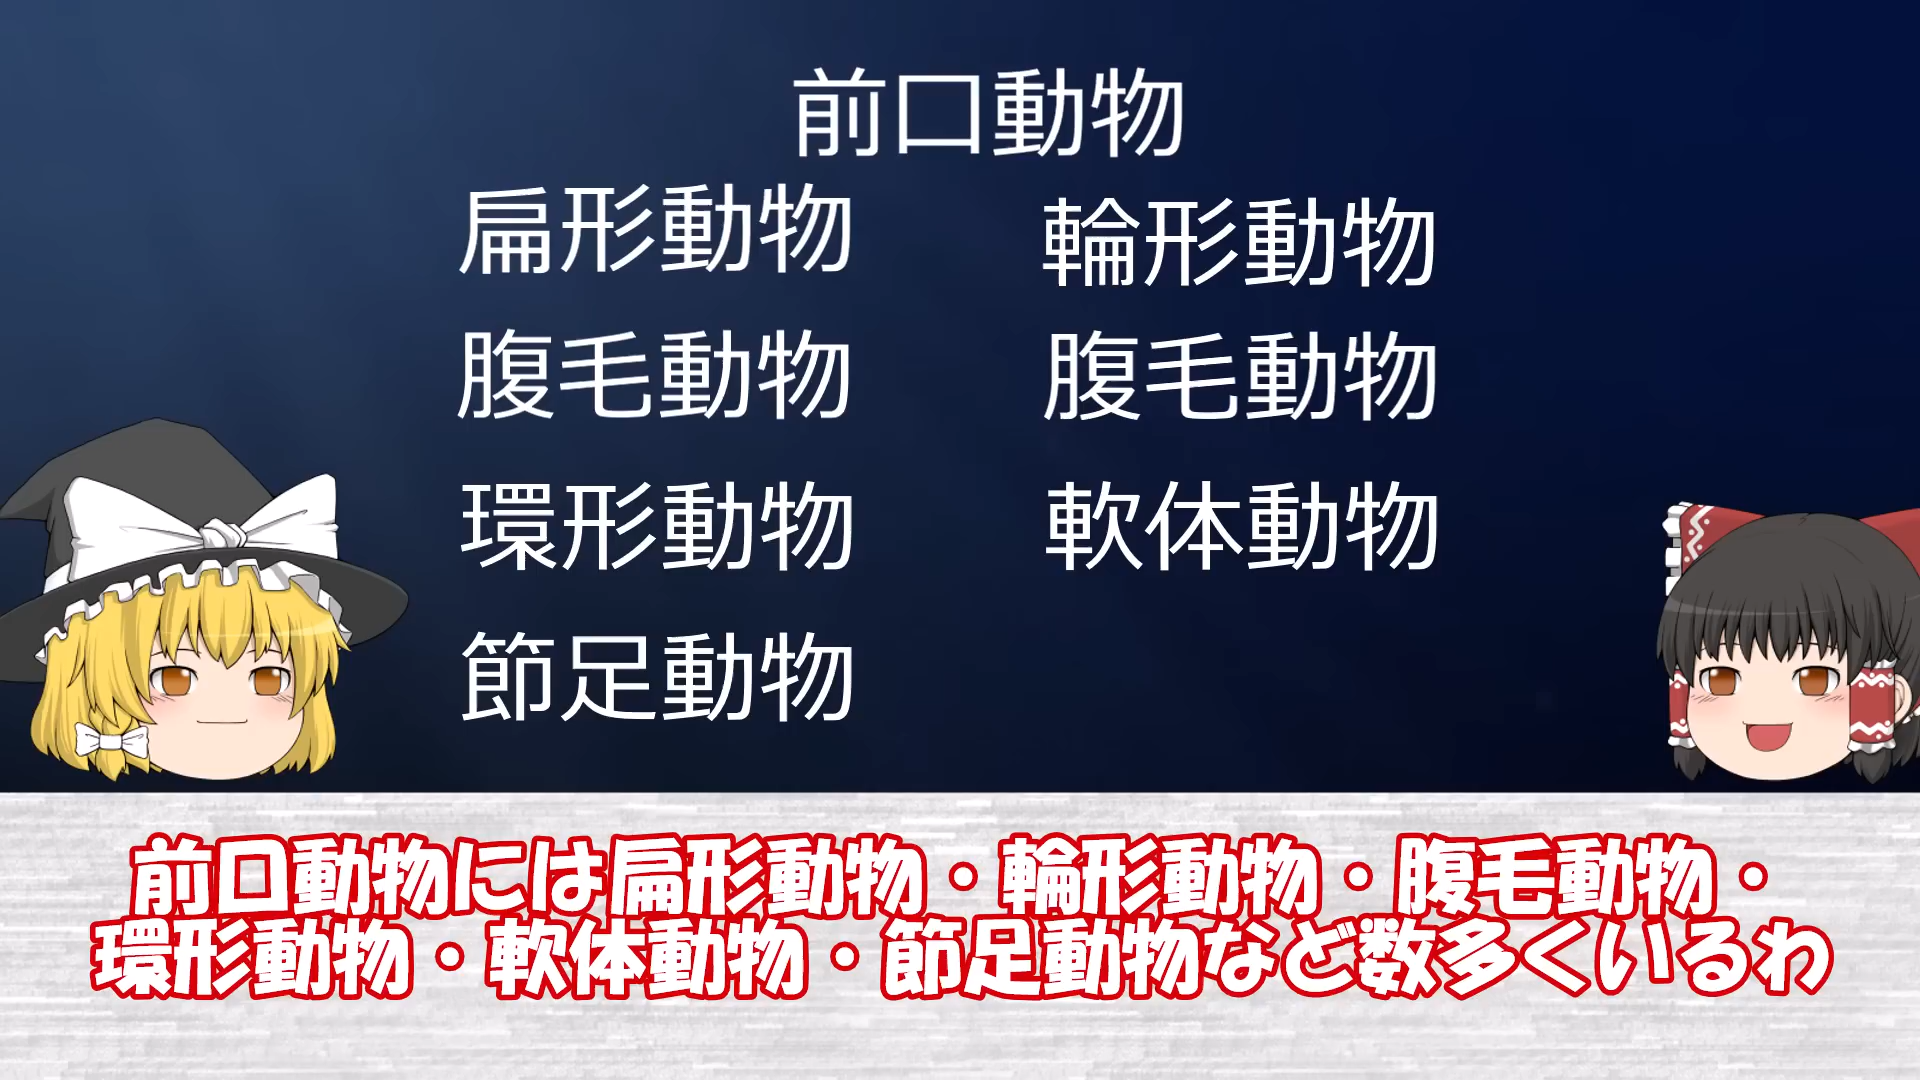 前口動物
扁形動物
輪形動物
腹毛動物
腹毛動物
環形動物
軟体動物
節足動物
前口動物には扁形動物・輪形動物・腹毛動物・
環形動物・軟体動物・節足動物など数多くいるわ